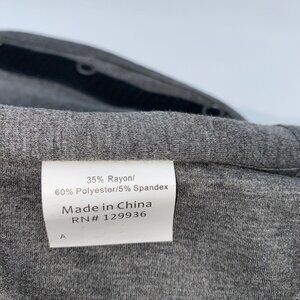 35% Rayon/
60% Polyester/5% Spandex
Made in China
RN# 129936
A